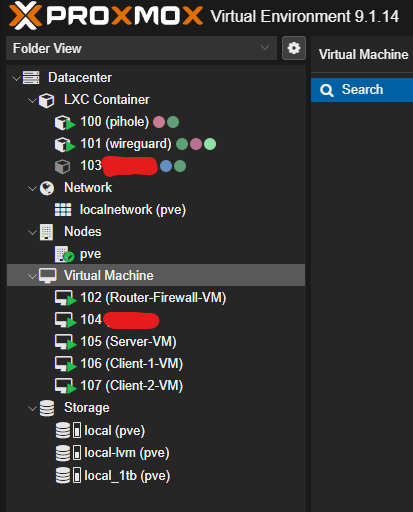 PROXMOX Virtual Environment 9.1.14
Folder View
Virtual Machine
Search
Datacenter
LXC Container
100 (pihole)
101 (wireguard)
103
Network
localnetwork (pve)
Nodes
pve
Virtual Machine
102 (Router-Firewall-VM)
104
105 (Server-VM)
106 (Client-1-VM)
107 (Client-2-VM)
Storage
local (pve)
local-lvm (pve)
local_1tb (pve)